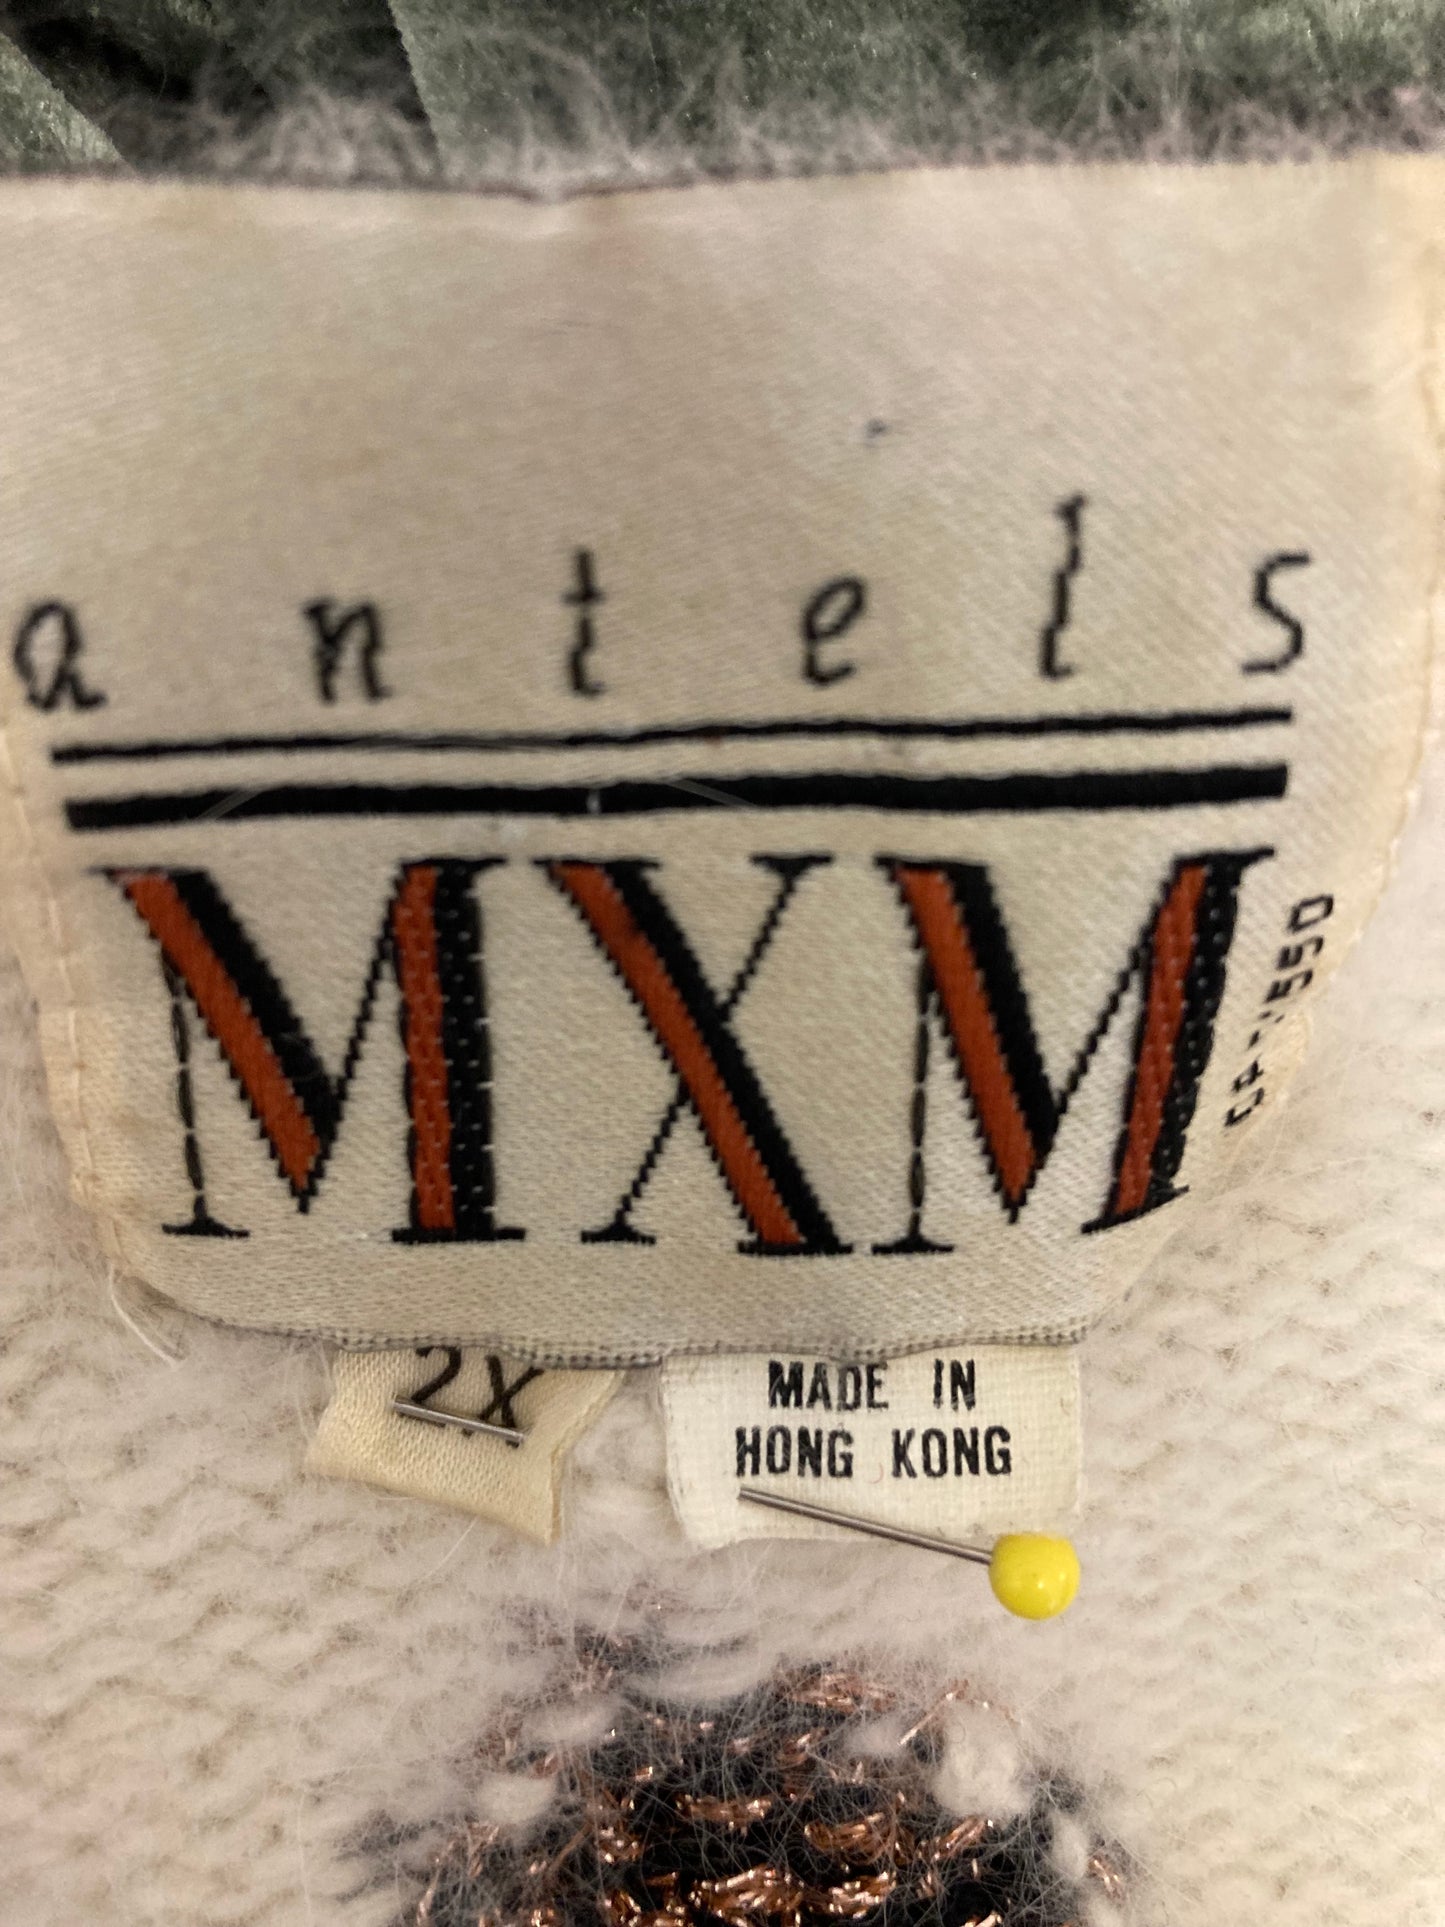 antels
MXM
2X
MADE IN
HONG KONG